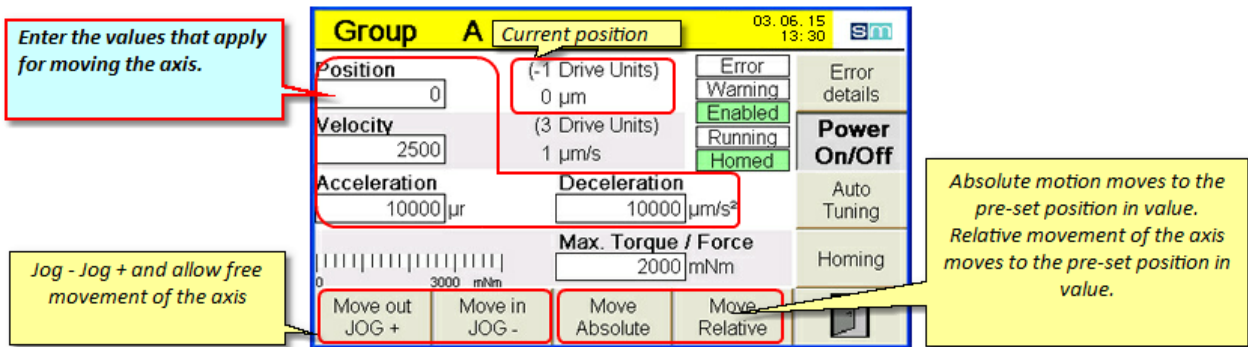 Enter the values that apply
for moving the axis.
Group A
Current position
03. 06. 15
13: 30
sm
Position
0
(-1 Drive Units)
0 µm
Error
Warning
Enabled
Running
Homed
Error
details
Velocity
2500
(3 Drive Units)
1 µm/s
Power
On/Off
Acceleration
10000 µr
Deceleration
10000 µm/s²
Auto
Tuning
0
3000 mNm
Max. Torque / Force
2000 mNm
Homing
Move out
JOG +
Move in
JOG -
Move
Absolute
Move
Relative
Jog - Jog + and allow free
movement of the axis
Absolute motion moves to the
pre-set position in value.
Relative movement of the axis
moves to the pre-set position in
value.